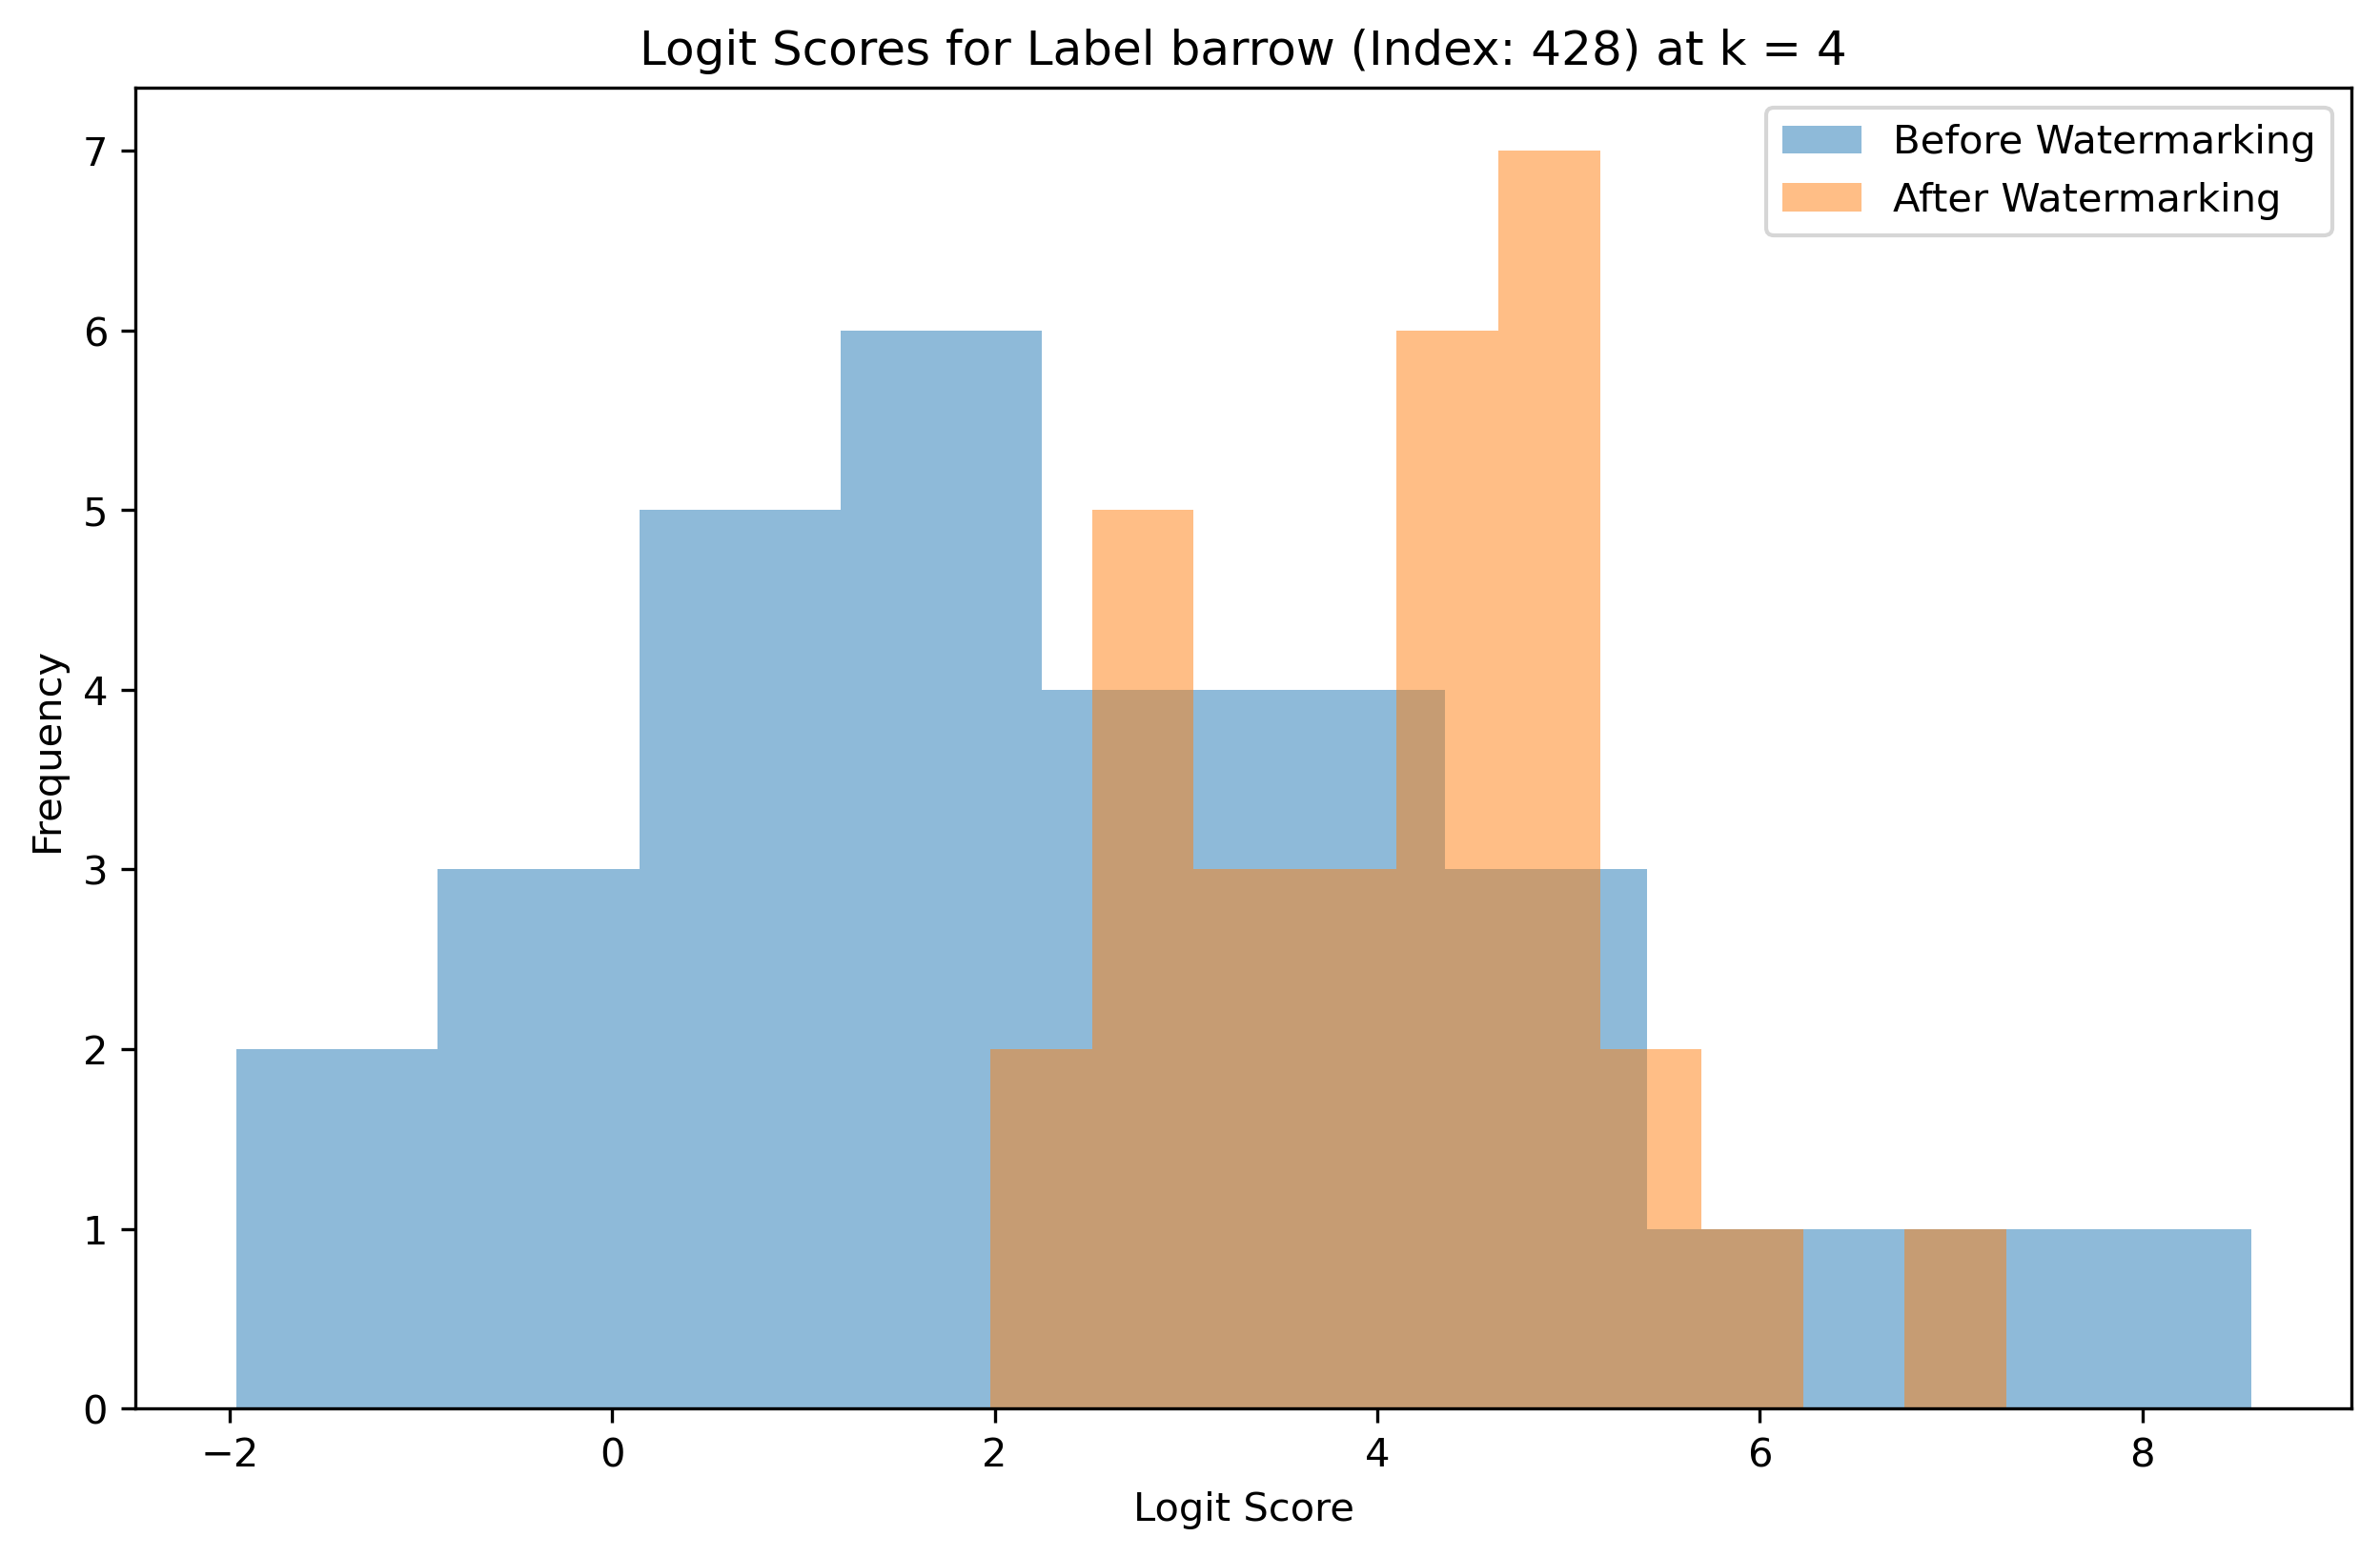 Logit Scores for Label barrow (Index: 428) at k = 4
Before Watermarking
After Watermarking
7
6
5
4
3
2
1
0
Frequency
−2 0 2 4 6 8
Logit Score